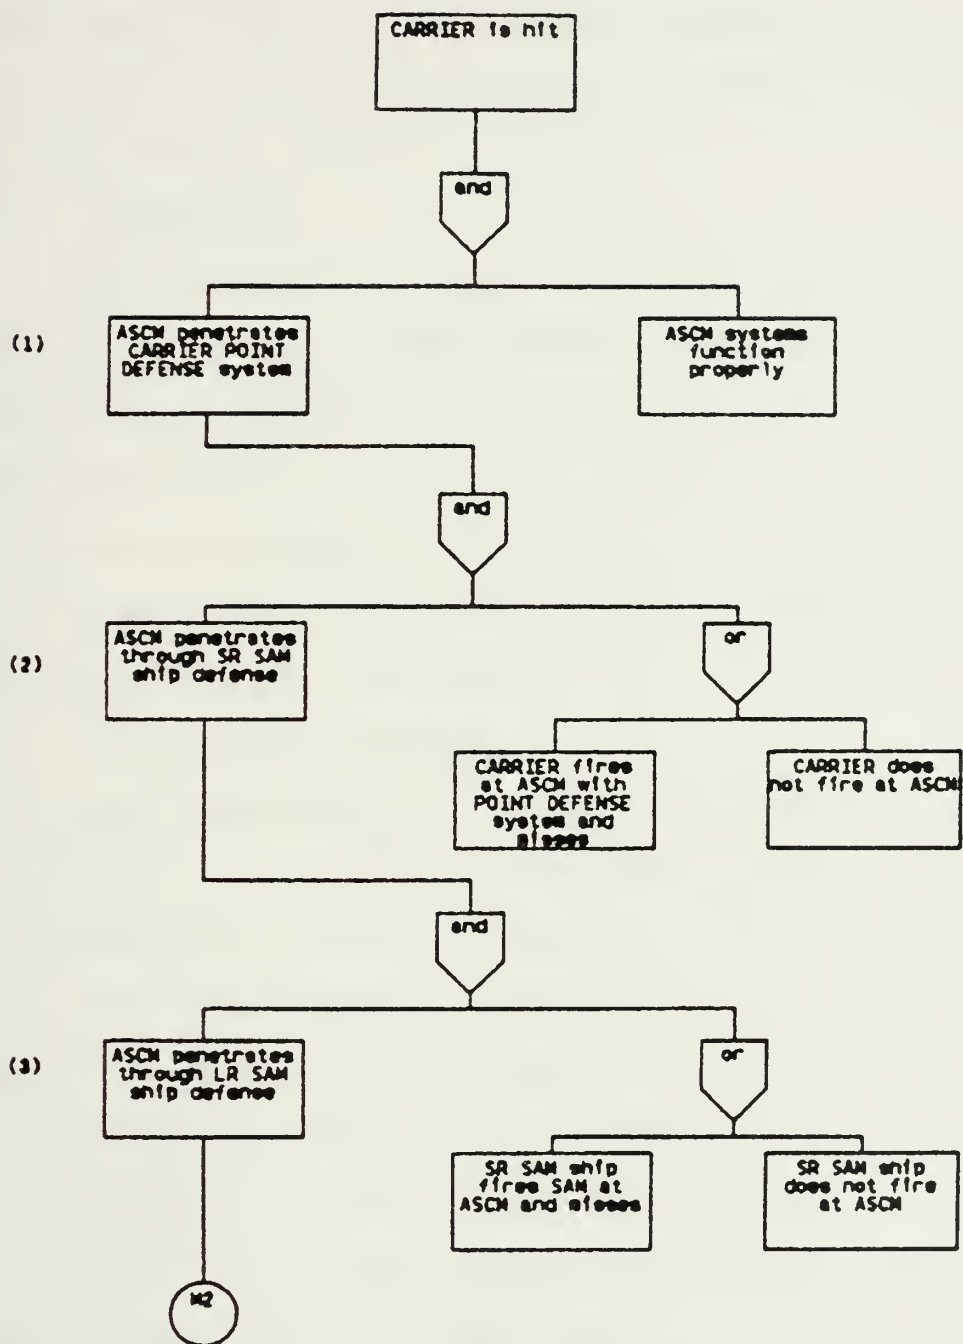 CARRIER is hit
and
(1)
ASCM penetrates
CARRIER POINT
DEFENSE system
ASCM systems
function
properly
and
(2)
ASCM penetrates
through SR SAM
ship defense
or
CARRIER fires
at ASCM with
POINT DEFENSE
system and
misses
CARRIER does
not fire at ASCM
and
(3)
ASCM penetrates
through LR SAM
ship defense
or
SR SAM ship
fires SAM at
ASCM and misses
SR SAM ship
does not fire
at ASCM
M2